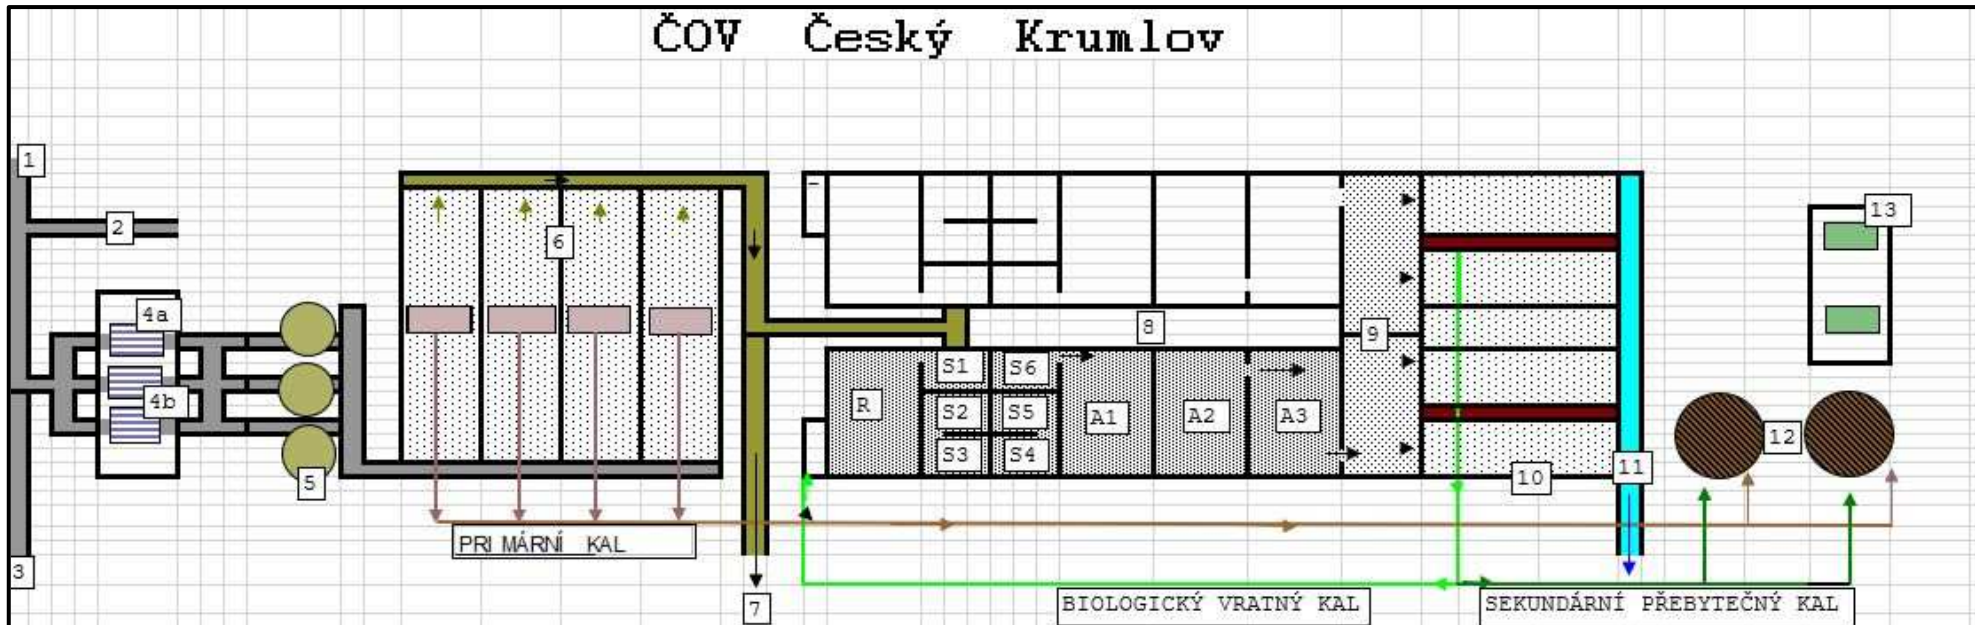 ČOV Český Krumlov
1
2
3
4a
4b
5
6
7
8
9
10
11
12
13
R
S1
S6
S2
S5
S3
S4
A1
A2
A3
PRIMÁRNÍ KAL
BIOLOGICKÝ VRATNÝ KAL
SEKUNDÁRNÍ PŘEBYTEČNÝ KAL